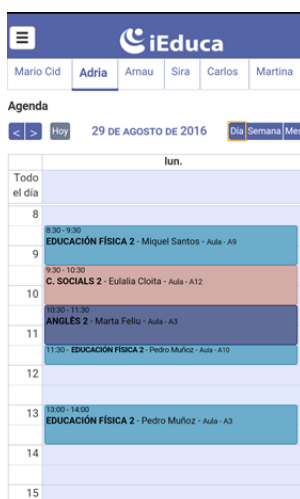 iEduca
Mario Cid Adria Arnau Sira Carlos Martina
Agenda
< > Hoy 29 DE AGOSTO DE 2016 Día Semana Mes
lun.
Todo
el día
8
8:30 - 9:30
EDUCACIÓN FÍSICA 2 - Miquel Santos - Aula - A9
9
9:30 - 10:30
C. SOCIALS 2 - Eulalia Cloita - Aula - A12
10
10:30 - 11:30
ANGLÈS 2 - Marta Feliu - Aula - A3
11
11:30 - EDUCACIÓN FÍSICA 2 - Pedro Muñoz - Aula - A10
12
13
13:00 - 14:00
EDUCACIÓN FÍSICA 2 - Pedro Muñoz - Aula - A3
14
15